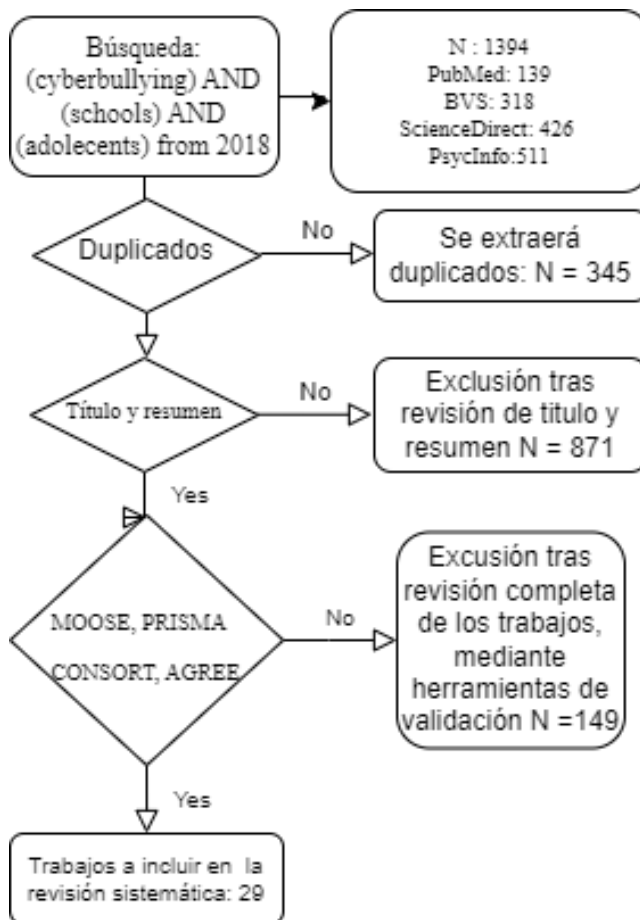 Búsqueda:
(cyberbullying) AND
(schools) AND
(adolecents) from 2018
N : 1394
PubMed: 139
BVS: 318
ScienceDirect: 426
PsycInfo:511
Duplicados
No
Se extraerá
duplicados: N = 345
Título y resumen
No
Exclusión tras
revisión de titulo y
resumen N = 871
Yes
MOOSE, PRISMA
CONSORT, AGREE
No
Excusión tras
revisión completa
de los trabajos,
mediante
herramientas de
validación N =149
Yes
Trabajos a incluir en la
revisión sistemática: 29